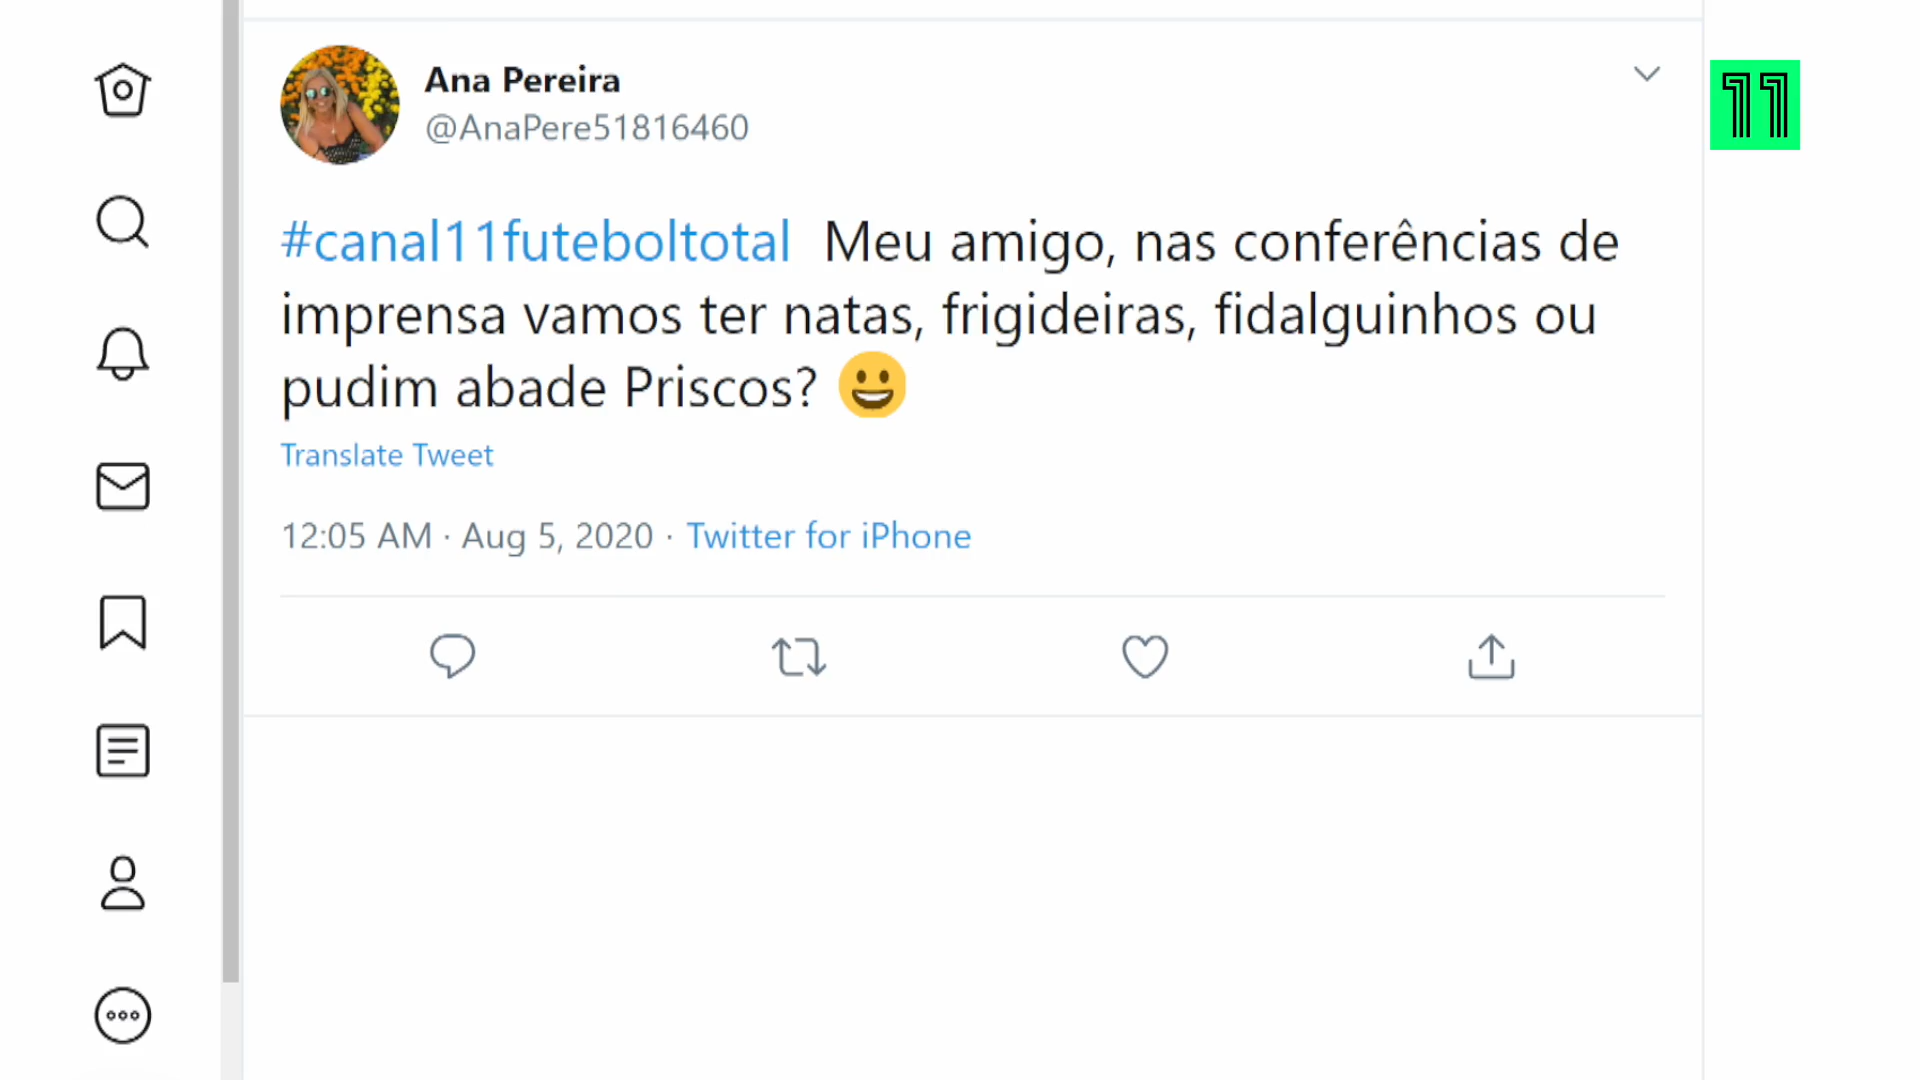 Ana Pereira
@AnaPere51816460
11
#canal11futeboltotal Meu amigo, nas conferências de
imprensa vamos ter natas, frigideiras, fidalguinhos ou
pudim abade Priscos? 😀
Translate Tweet
12:05 AM · Aug 5, 2020 · Twitter for iPhone